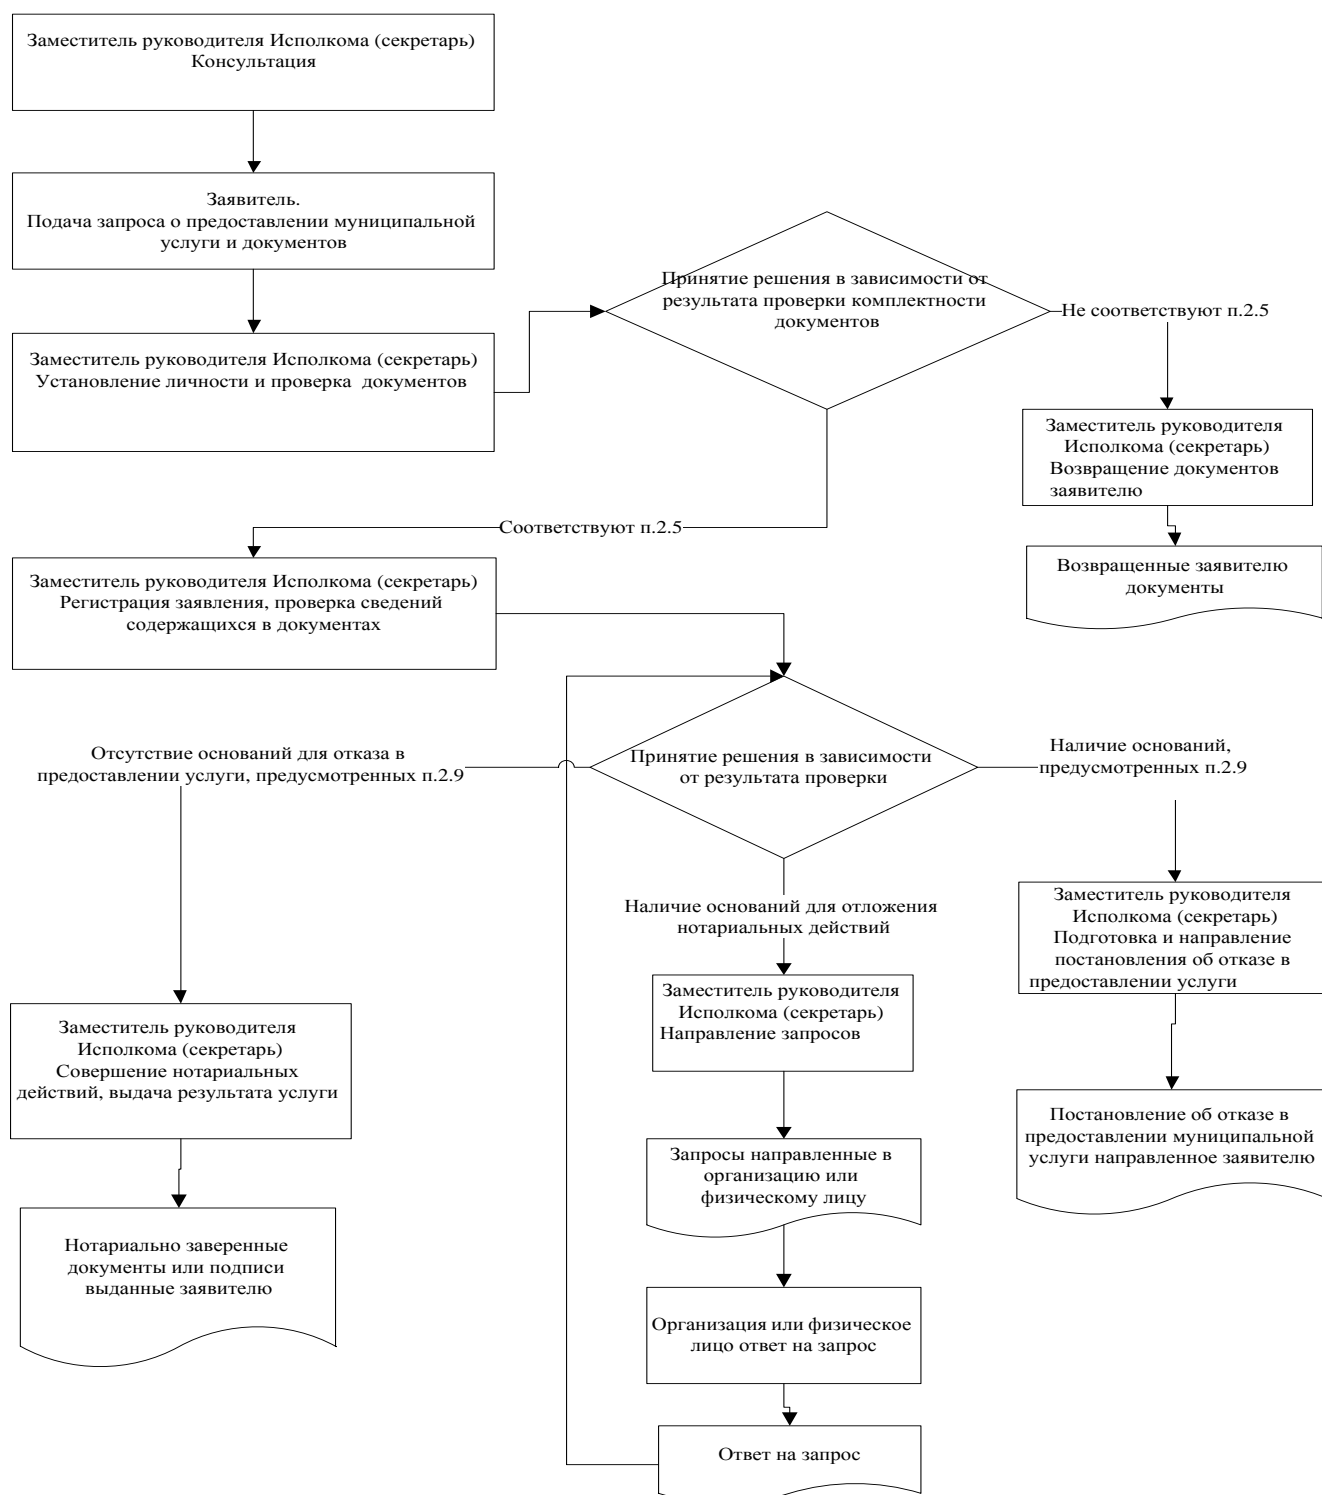 Заместитель руководителя Исполкома (секретарь)
Консультация
Заявитель.
Подача запроса о предоставлении муниципальной
услуги и документов
Заместитель руководителя Исполкома (секретарь)
Установление личности и проверка документов
Принятие решения в зависимости от
результата проверки комплектности
документов
Не соответствуют п.2.5
Заместитель руководителя
Исполкома (секретарь)
Возвращение документов
заявителю
Возвращенные заявителю
документы
Соответствуют п.2.5
Заместитель руководителя Исполкома (секретарь)
Регистрация заявления, проверка сведений
содержащихся в документах
Принятие решения в зависимости
от результата проверки
Отсутствие оснований для отказа в
предоставлении услуги, предусмотренных п.2.9
Наличие оснований,
предусмотренных п.2.9
Наличие оснований для отложения
нотариальных действий
Заместитель руководителя
Исполкома (секретарь)
Подготовка и направление
постановления об отказе в
предоставлении услуги
Заместитель руководителя
Исполкома (секретарь)
Направление запросов
Заместитель руководителя
Исполкома (секретарь)
Совершение нотариальных
действий, выдача результата услуги
Постановление об отказе в
предоставлении муниципальной
услуги направленное заявителю
Запросы направленные в
организацию или
физическому лицу
Нотариально заверенные
документы или подписи
выданные заявителю
Организация или физическое
лицо ответ на запрос
Ответ на запрос